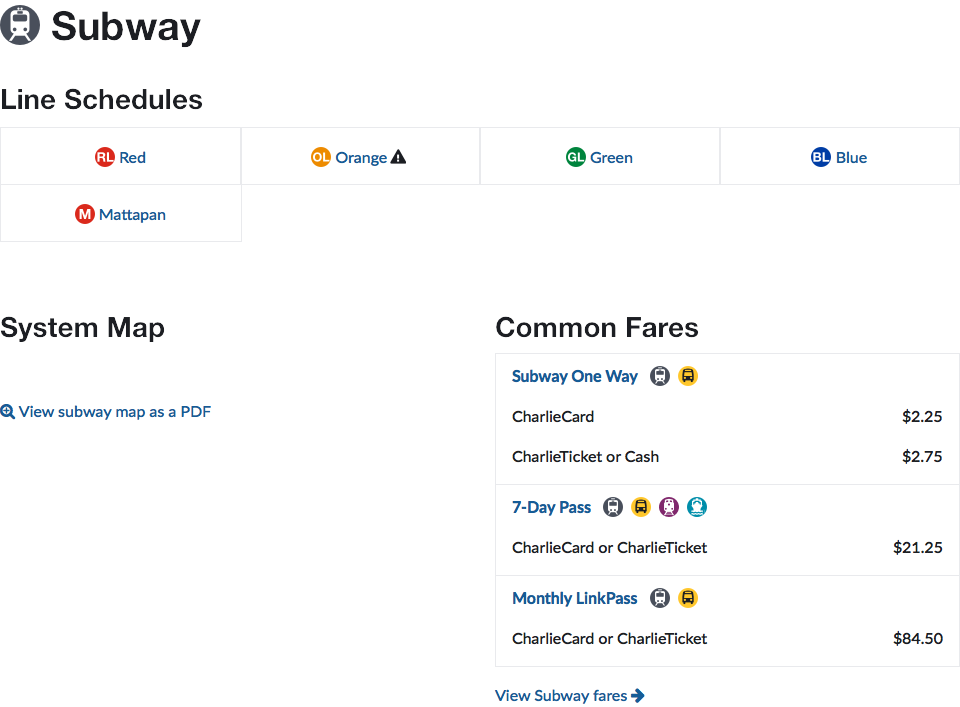 Subway
Line Schedules
RL Red
OL Orange
GL Green
BL Blue
M Mattapan
System Map
View subway map as a PDF
Common Fares
Subway One Way
CharlieCard $2.25
CharlieTicket or Cash $2.75
7-Day Pass
CharlieCard or CharlieTicket $21.25
Monthly LinkPass
CharlieCard or CharlieTicket $84.50
View Subway fares